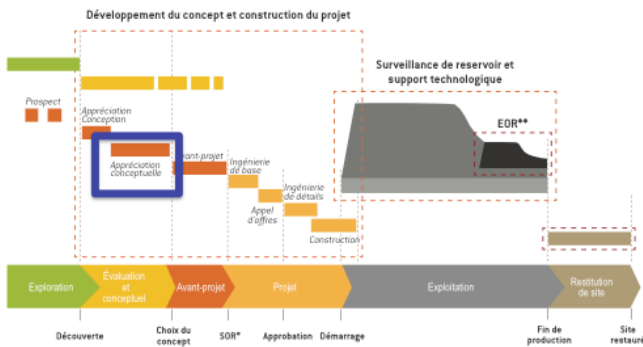 Développement du concept et construction du projet
Surveillance de reservoir et
support technologique
Prospect
Appréciation
Conception
EOR**
Appréciation
conceptuelle
vant-projet
Ingénierie
de base
Ingénierie
de détails
Appel
d'offres
Construction
Exploration
Évaluation
et
conceptuel
Avant-projet
Projet
Exploitation
Restitution
de site
Découverte
Choix du
concept
SOR*
Approbation
Démarrage
Fin de
production
Site
restauré